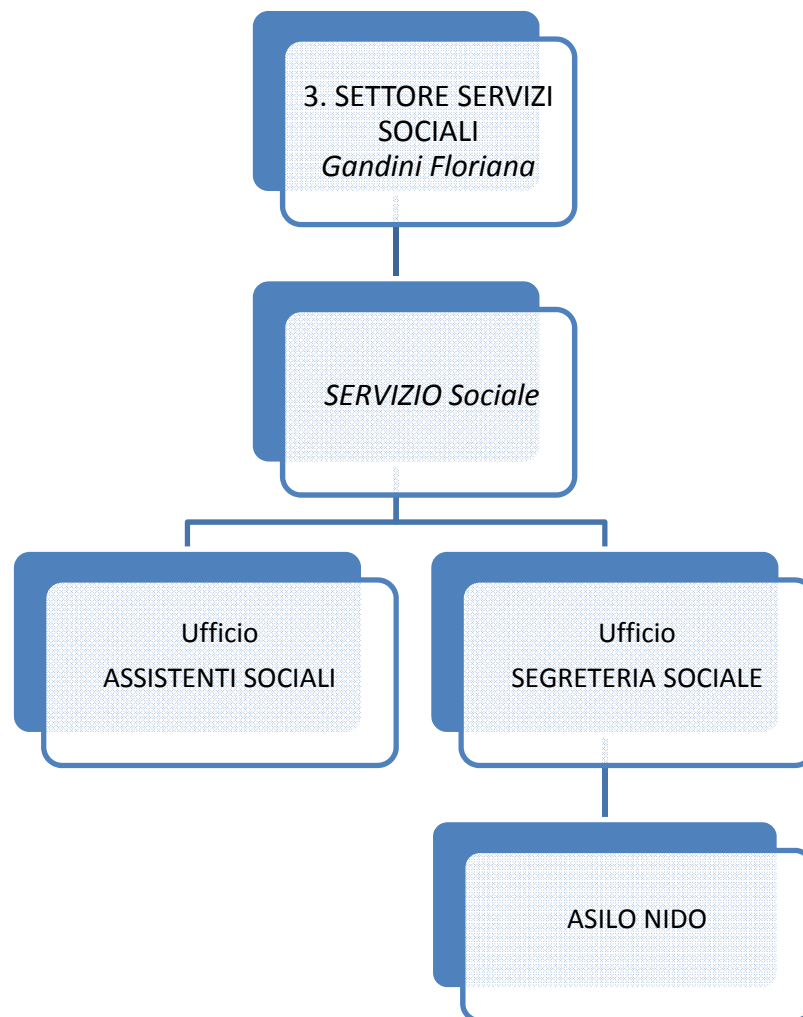 3. SETTORE SERVIZI
SOCIALI
Gandini Floriana
SERVIZIO Sociale
Ufficio
ASSISTENTI SOCIALI
Ufficio
SEGRETERIA SOCIALE
ASILO NIDO